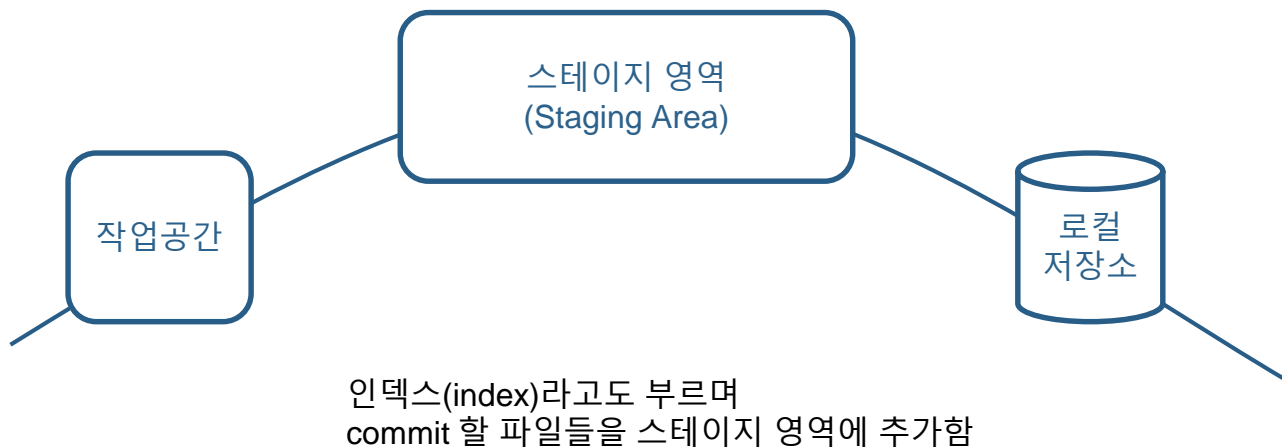 스테이지 영역
(Staging Area)
작업공간
로컬
저장소
인덱스(index)라고도 부르며
commit 할 파일들을 스테이지 영역에 추가함